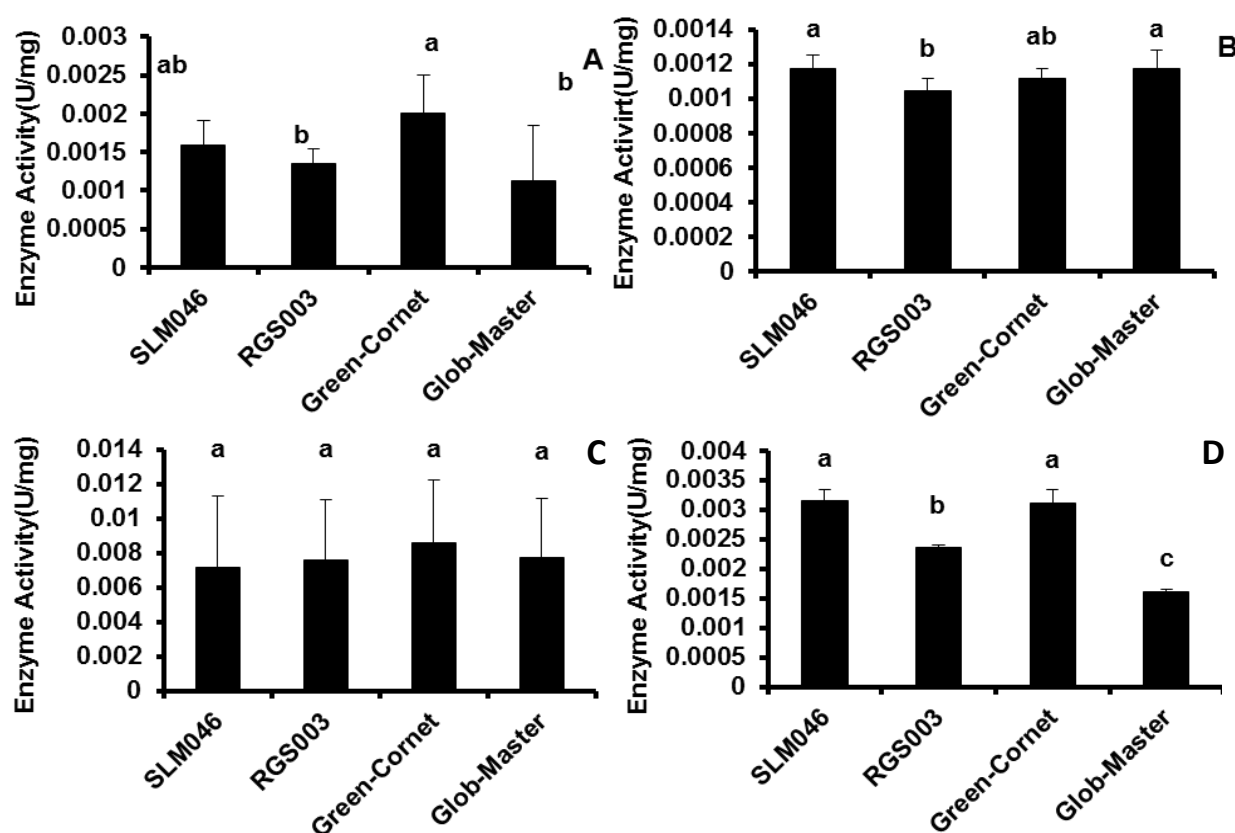 Enzyme Activity(U/mg)
0.003
0.0025
0.002
0.0015
0.001
0.0005
0
ab
b
a
b
A
SLM046
RGS003
Green-Cornet
Glob-Master
Enzyme Activirt(U/mg)
0.0014
0.0012
0.001
0.0008
0.0006
0.0004
0.0002
0
a
b
ab
a
B
SLM046
RGS003
Green-Cornet
Glob-Master
Enzyme Activity(U/mg)
0.014
0.012
0.01
0.008
0.006
0.004
0.002
0
a
a
a
a
C
SLM046
RGS003
Green-Cornet
Glob-Master
Enzyme Activity(U/mg)
0.004
0.0035
0.003
0.0025
0.002
0.0015
0.001
0.0005
0
a
b
a
c
D
SLM046
RGS003
Green-Cornet
Glob-Master